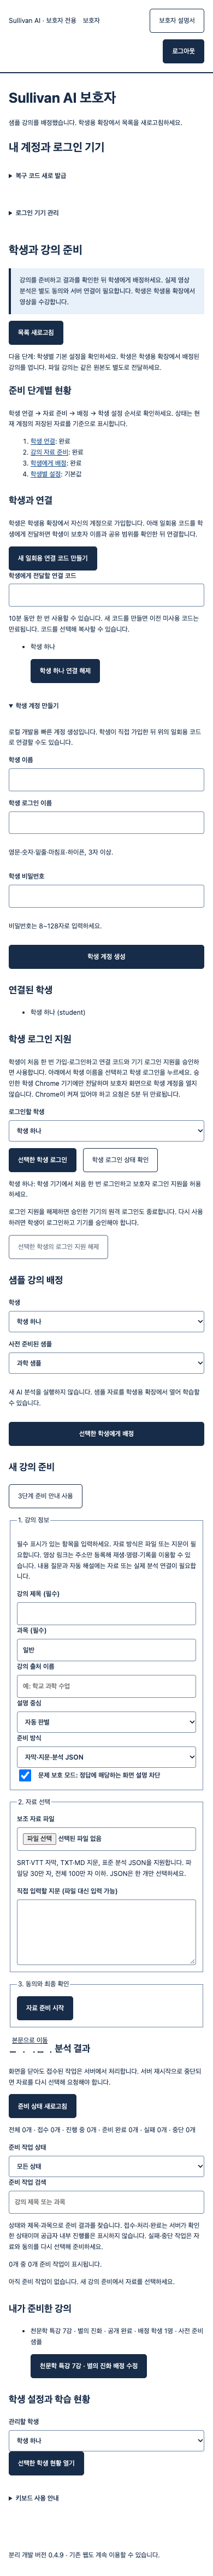 Sullivan AI · 보호자 전용 보호자
보호자 설명서
로그아웃
Sullivan AI 보호자
샘플 강의를 배정했습니다. 학생용 확장에서 목록을 새로고침하세요.
내 계정과 로그인 기기
▶ 복구 코드 새로 발급
▶ 로그인 기기 관리
학생과 강의 준비
강의를 준비하고 결과를 확인한 뒤 학생에게 배정하세요. 실제 영상
분석은 별도 동의와 서버 연결이 필요합니다. 학생은 학생용 확장에서
영상을 수강합니다.
목록 새로고침
다음 단계: 학생별 기본 설정을 확인하세요. 학생은 학생용 확장에서 배정된
강의를 엽니다. 파일 강의는 같은 원본도 별도로 전달하세요.
준비 단계별 현황
학생 연결 → 자료 준비 → 배정 → 학생 설정 순서로 확인하세요. 상태는 현
재 계정의 저장된 자료를 기준으로 표시합니다.
1. 학생 연결: 완료
2. 강의 자료 준비: 완료
3. 학생에게 배정: 완료
4. 학생별 설정: 기본값
학생과 연결
학생은 학생용 확장에서 자신의 계정으로 가입합니다. 아래 일회용 코드를 학
생에게 전달하면 학생이 보호자 이름과 공유 범위를 확인한 뒤 연결합니다.
새 일회용 연결 코드 만들기
학생에게 전달할 연결 코드
10분 동안 한 번 사용할 수 있습니다. 새 코드를 만들면 이전 미사용 코드는
만료됩니다. 코드를 선택해 복사할 수 있습니다.
• 학생 하나
학생 하나 연결 해제
▼ 학생 계정 만들기
로컬 개발용 빠른 계정 생성입니다. 학생이 직접 가입한 뒤 위의 일회용 코드
로 연결할 수도 있습니다.
학생 이름
학생 로그인 이름
영문·숫자·밑줄·마침표·하이픈, 3자 이상.
학생 비밀번호
비밀번호는 8~128자로 입력하세요.
학생 계정 생성
연결된 학생
• 학생 하나 (student)
학생 로그인 지원
학생이 처음 한 번 가입·로그인하고 연결 코드와 기기 로그인 지원을 승인하
면 사용합니다. 아래에서 학생 이름을 선택하고 학생 로그인을 누르세요. 승
인한 학생 Chrome 기기에만 전달하며 보호자 화면으로 학생 계정을 열지
않습니다. Chrome이 켜져 있어야 하고 요청은 5분 뒤 만료됩니다.
로그인할 학생
학생 하나
선택한 학생 로그인
학생 로그인 상태 확인
학생 하나: 학생 기기에서 처음 한 번 로그인하고 보호자 로그인 지원을 허용
하세요.
로그인 지원을 해제하면 승인한 기기의 원격 로그인도 종료합니다. 다시 사용
하려면 학생이 로그인하고 기기를 승인해야 합니다.
선택한 학생의 로그인 지원 해제
샘플 강의 배정
학생
학생 하나
사전 준비된 샘플
과학 샘플
새 AI 분석을 실행하지 않습니다. 샘플 자료를 학생용 확장에서 열어 학습할
수 있습니다.
선택한 학생에게 배정
새 강의 준비
3단계 준비 안내 사용
1. 강의 정보
필수 표시가 있는 항목을 입력하세요. 자료 방식은 파일 또는 지문이 필
요합니다. 영상 링크는 주소만 등록해 재생·명령·기록을 이용할 수 있
습니다. 내용 질문과 자동 해설에는 자료 또는 실제 분석 연결이 필요합
니다.
강의 제목 (필수)
과목 (필수)
일반
강의 출처 이름
예: 학교 과학 수업
설명 중심
자동 판별
준비 방식
자막·지문·분석 JSON
문제 보호 모드: 정답에 해당하는 화면 설명 차단
2. 자료 선택
보조 자료 파일
파일 선택 선택된 파일 없음
SRT·VTT 자막, TXT·MD 지문, 표준 분석 JSON을 지원합니다. 파
일당 30만 자, 전체 100만 자 이하. JSON은 한 개만 선택하세요.
직접 입력할 지문 (파일 대신 입력 가능)
3. 동의와 최종 확인
자료 준비 시작
본문으로 이동
분석 결과
화면을 닫아도 접수된 작업은 서버에서 처리합니다. 서버 재시작으로 중단되
면 자료를 다시 선택해 요청해야 합니다.
준비 상태 새로고침
전체 0개 · 접수 0개 · 진행 중 0개 · 준비 완료 0개 · 실패 0개 · 중단 0개
준비 작업 상태
모든 상태
준비 작업 검색
강의 제목 또는 과목
상태와 제목·과목으로 준비 결과를 찾습니다. 접수·처리·완료는 서버가 확인
한 상태이며 공급자 내부 진행률은 표시하지 않습니다. 실패·중단 작업은 자
료와 동의를 다시 선택해 준비하세요.
0개 중 0개 준비 작업이 표시됩니다.
아직 준비 작업이 없습니다. 새 강의 준비에서 자료를 선택하세요.
내가 준비한 강의
• 천문학 특강 7강 · 별의 진화 · 공개 완료 · 배정 학생 1명 · 사전 준비
샘플
천문학 특강 7강 · 별의 진화 배정 수정
학생 설정과 학습 현황
관리할 학생
학생 하나
선택한 학생 현황 열기
▶ 키보드 사용 안내
분리 개발 버전 0.4.9 · 기존 웹도 계속 이용할 수 있습니다.